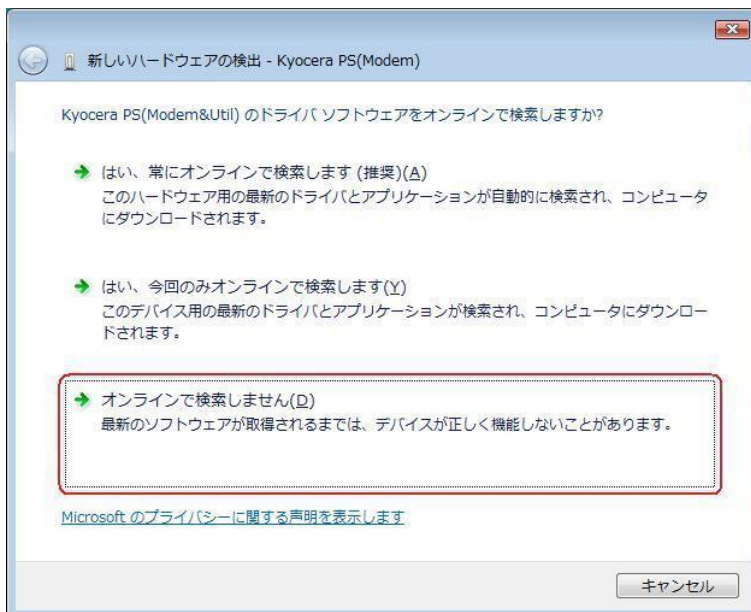 新しいハードウェアの検出 - Kyocera PS(Modem)
Kyocera PS(Modem&Util) のドライバ ソフトウェアをオンラインで検索しますか?
はい、常にオンラインで検索します (推奨)(A)
このハードウェア用の最新のドライバとアプリケーションが自動的に検索され、コンピュータ
にダウンロードされます。
はい、今回のみオンラインで検索します(Y)
このデバイス用の最新のドライバとアプリケーションが検索され、コンピュータにダウンロー
ドされます。
オンラインで検索しません(D)
最新のソフトウェアが取得されるまでは、デバイスが正しく機能しないことがあります。
Microsoft のプライバシーに関する声明を表示します
キャンセル